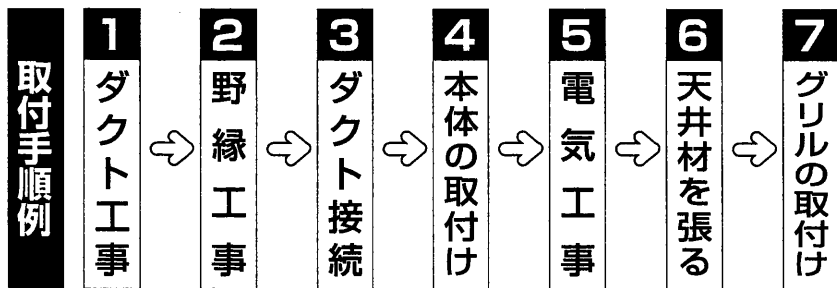 取付手順例
1 ダクト工事
2 野縁工事
3 ダクト接続
4 本体の取付け
5 電気工事
6 天井材を張る
7 グリルの取付け